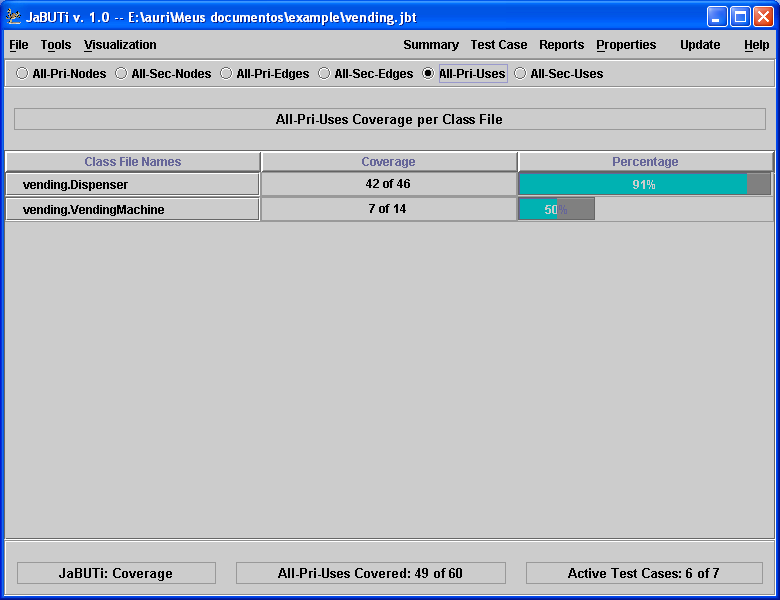 JaBUTi v. 1.0 -- E:\auri\Meus documentos\example\vending.jbt
File Tools Visualization Summary Test Case Reports Properties Update Help
All-Pri-Nodes All-Sec-Nodes All-Pri-Edges All-Sec-Edges All-Pri-Uses All-Sec-Uses
All-Pri-Uses Coverage per Class File
Class File Names Coverage Percentage
vending.Dispenser 42 of 46 91%
vending.VendingMachine 7 of 14 50%
JaBUTi: Coverage All-Pri-Uses Covered: 49 of 60 Active Test Cases: 6 of 7